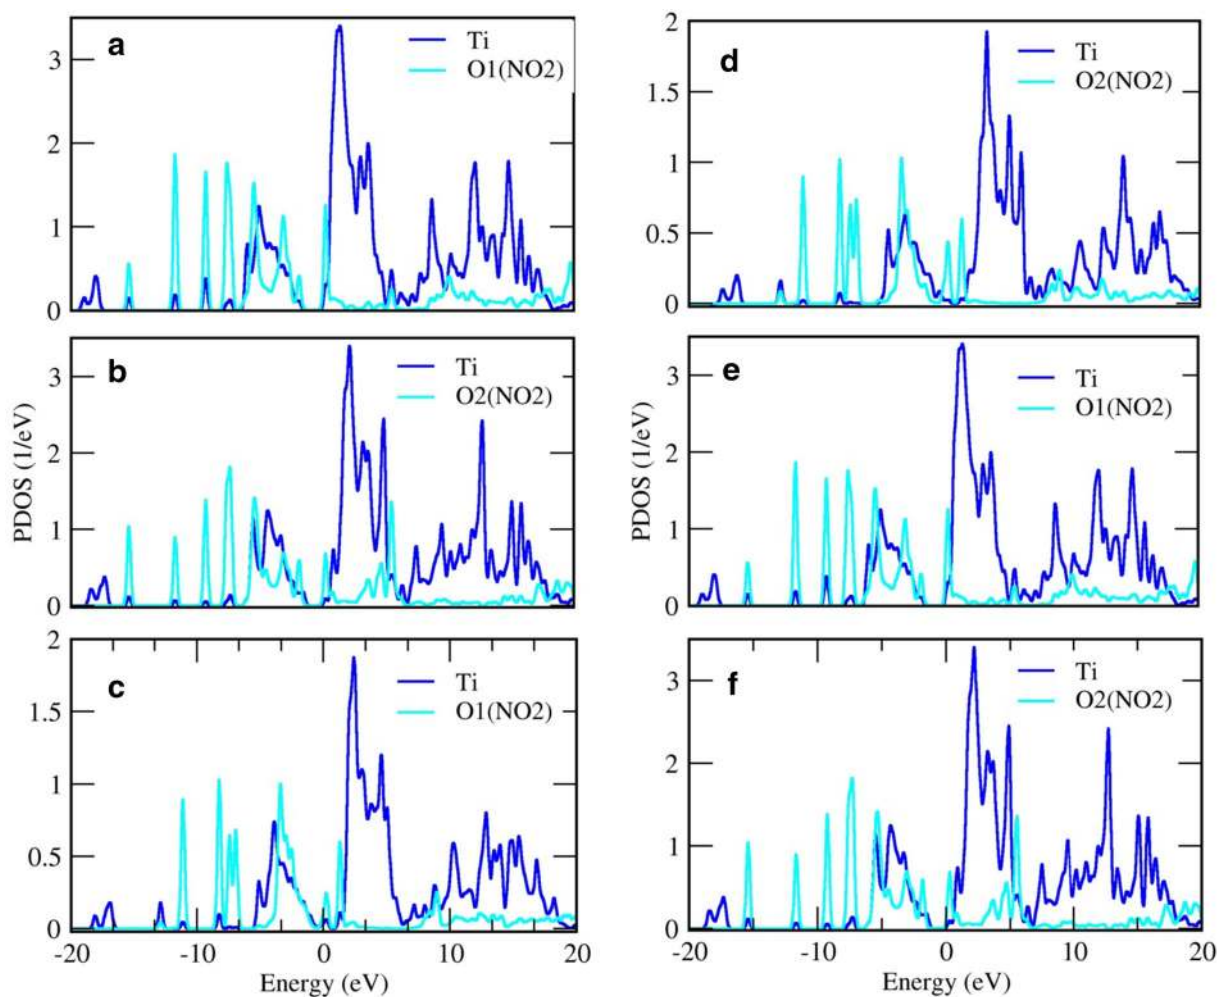 a
Ti
O1(NO2)
3
2
1
0
b
Ti
O2(NO2)
3
2
1
0
PDOS (1/eV)
c
Ti
O1(NO2)
2
1.5
1
0.5
0
-20
-10
0
10
20
Energy (eV)
d
Ti
O2(NO2)
2
1.5
1
0.5
0
e
Ti
O1(NO2)
3
2
1
0
PDOS (1/eV)
f
Ti
O2(NO2)
3
2
1
0
-20
-10
0
10
20
Energy (eV)